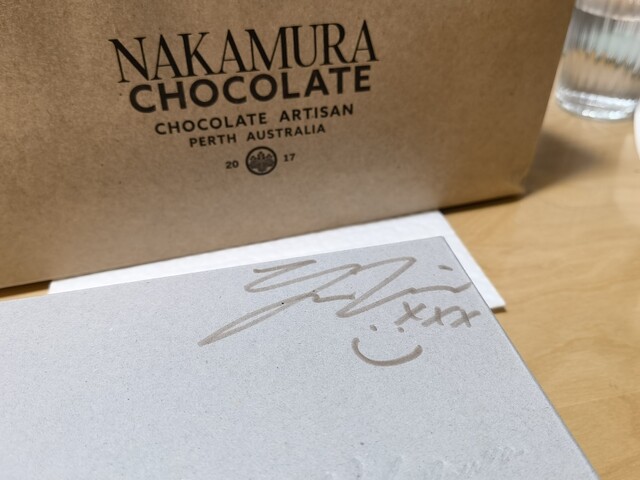 NAKAMURA
CHOCOLATE
CHOCOLATE ARTISAN
PERTH AUSTRALIA
20 17
xxx